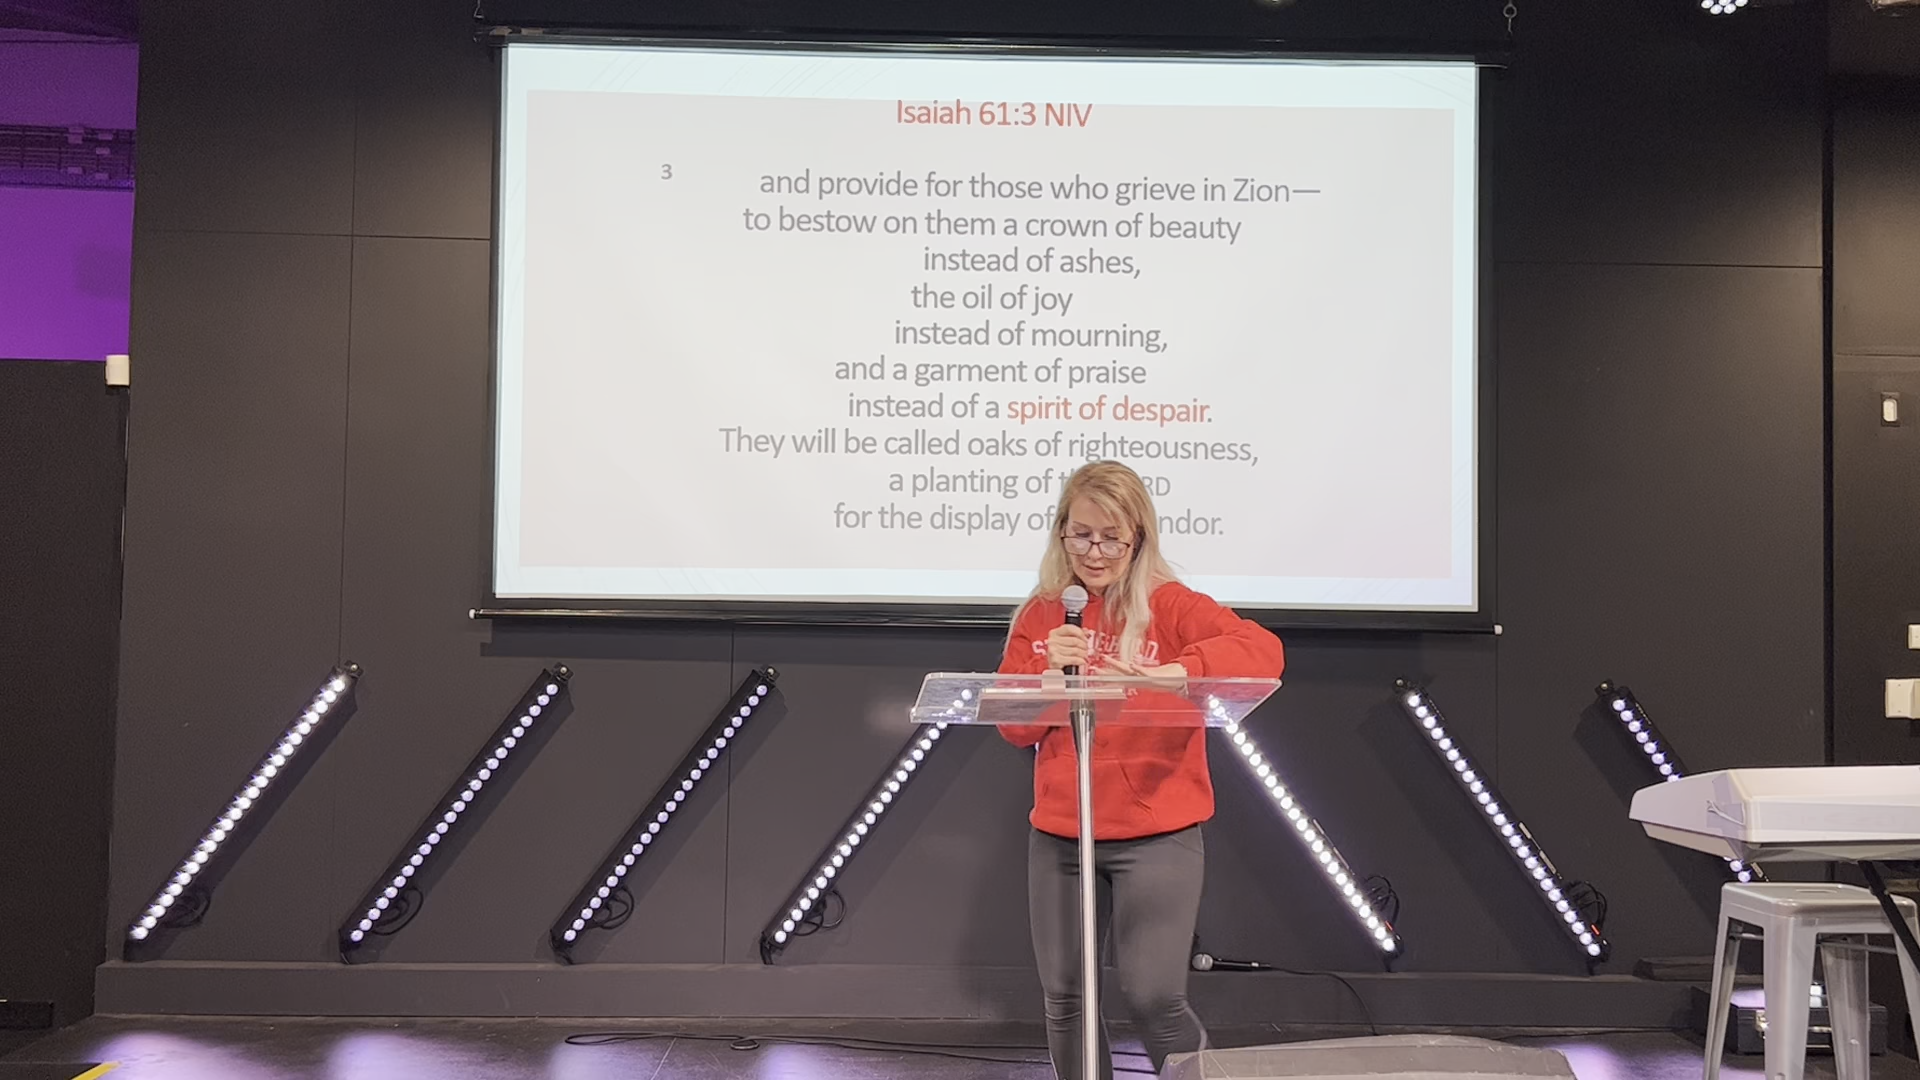 Isaiah 61:3 NIV
3 and provide for those who grieve in Zion—
to bestow on them a crown of beauty
instead of ashes,
the oil of joy
instead of mourning,
and a garment of praise
instead of a spirit of despair.
They will be called oaks of righteousness,
a planting of
for the display of